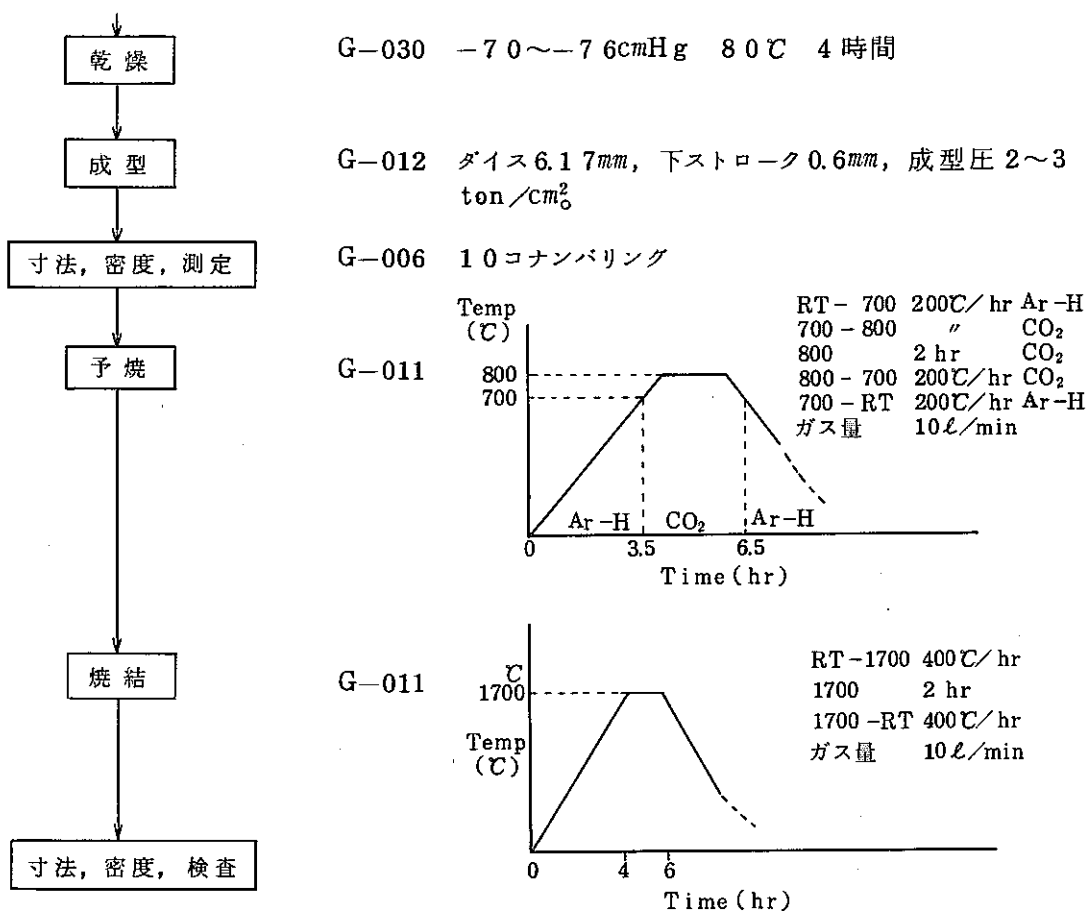 乾燥
G—030 −70～−76cmHg 80℃ 4時間
成型
G—012 ダイス6.17mm, 下ストローク0.6mm, 成型圧2～3
ton/cm²。
寸法, 密度, 測定
G—006 10コナンバリング
予焼
G—011
Temp
(℃)
800
700
Ar-H CO₂ Ar-H
0 3.5 6.5
Time(hr)
RT- 700 200℃/hr Ar-H
700-800 〃 CO₂
800 2 hr CO₂
800-700 200℃/hr CO₂
700-RT 200℃/hr Ar-H
ガス量 10ℓ/min
焼結
G—011
℃
1700
Temp
(℃)
0 4 6
Time(hr)
RT-1700 400℃/hr
1700 2 hr
1700-RT 400℃/hr
ガス量 10ℓ/min
寸法, 密度, 検査